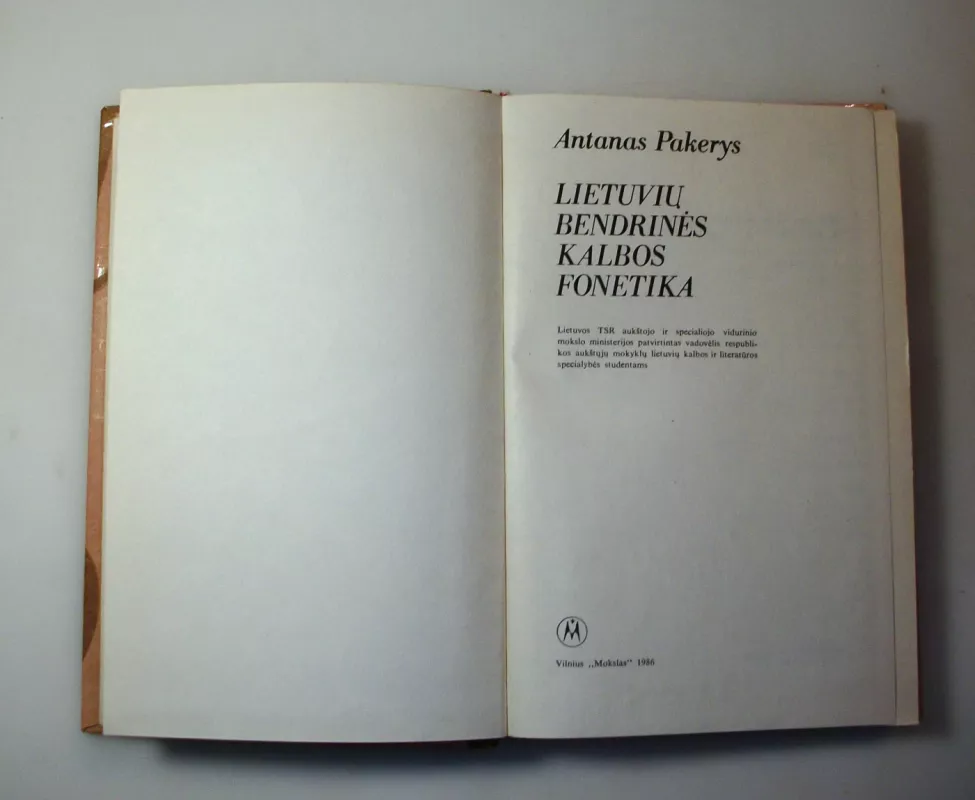 Antanas Pakerys
LIETUVIŲ
BENDRINĖS
KALBOS
FONETIKA
Lietuvos TSR aukštojo ir specialiojo vidurinio
mokslo ministerijos patvirtintas vadovėlis respubli-
kos aukštųjų mokyklų lietuvių kalbos ir literatūros
specialybės studentams
Vilnius „Mokslas“ 1986